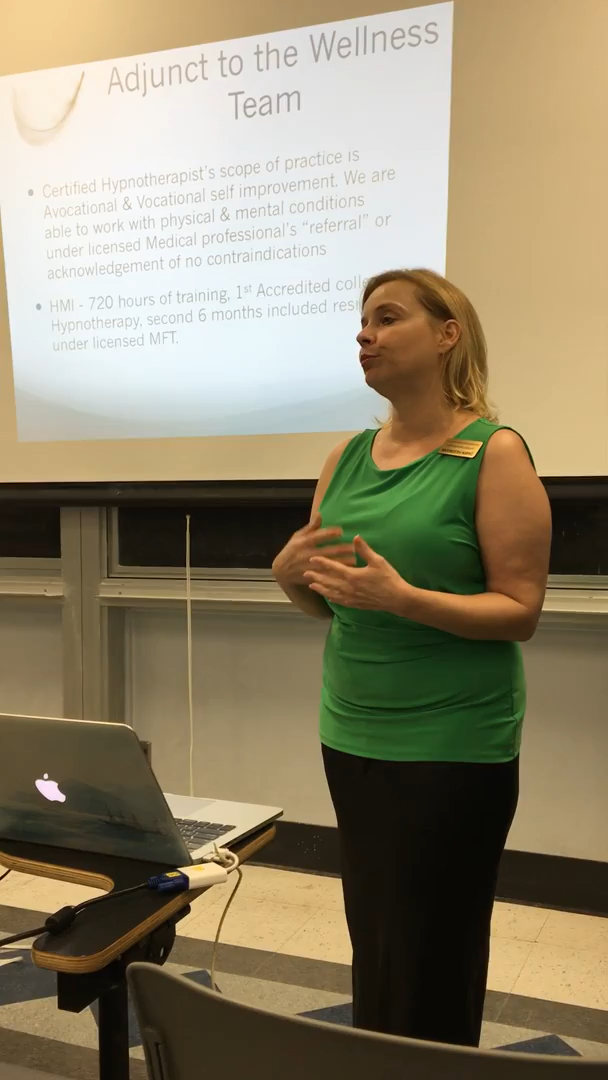 Adjunct to the Wellness
Team
• Certified Hypnotherapist's scope of practice is
Avocational & Vocational self improvement. We are
able to work with physical & mental conditions
under licensed Medical professional's “referral” or
acknowledgement of no contraindications
• HMI - 720 hours of training, 1st Accredited
Hypnotherapy, second 6 months included
under licensed MFT.